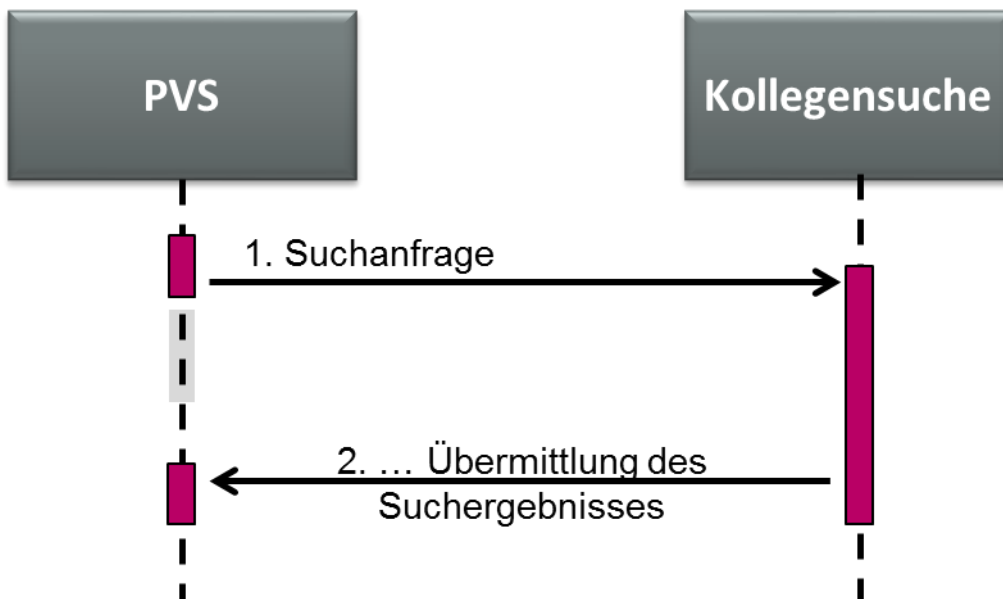 PVS
Kollegensuche
1. Suchanfrage
2. … Übermittlung des
Suchergebnisses